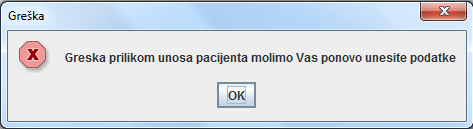 Greška
Greska prilikom unosa pacijenta molimo Vas ponovo unesite podatke
OK